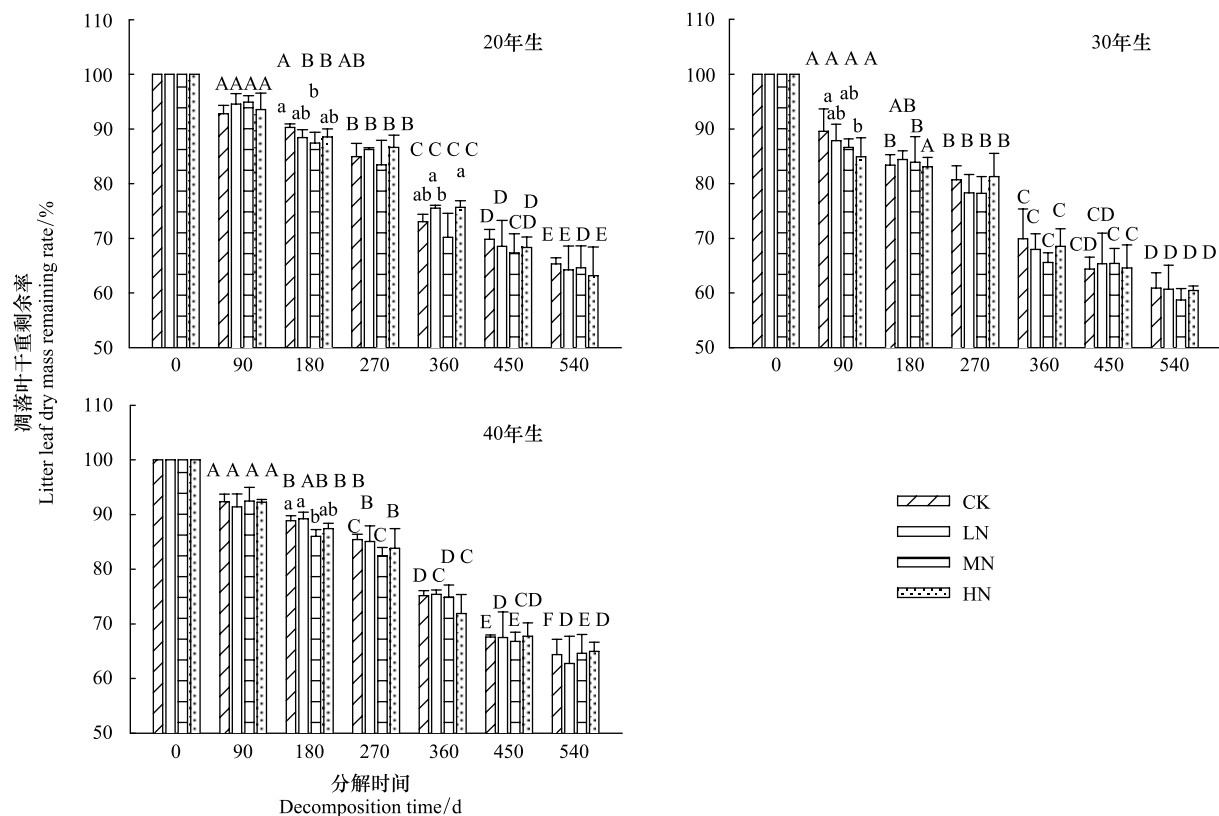 凋落叶干重剩余率
Litter leaf dry mass remaining rate/%
110
100
90
80
70
60
50
20年生
A A A A
A B B AB
a ab b ab
B B B B
C C C C
ab a b a
D D CD D
E E D E
0 90 180 270 360 450 540
110
100
90
80
70
60
50
30年生
A A A A
a ab ab b
B AB B A
B B B B
C C C C
CD CD C C
D D D D
0 90 180 270 360 450 540
110
100
90
80
70
60
50
40年生
A A A A
B AB B B
a a b ab
C B C B
D C D C
E D E CD
F D E D
0 90 180 270 360 450 540
分解时间
Decomposition time/d
CK
LN
MN
HN